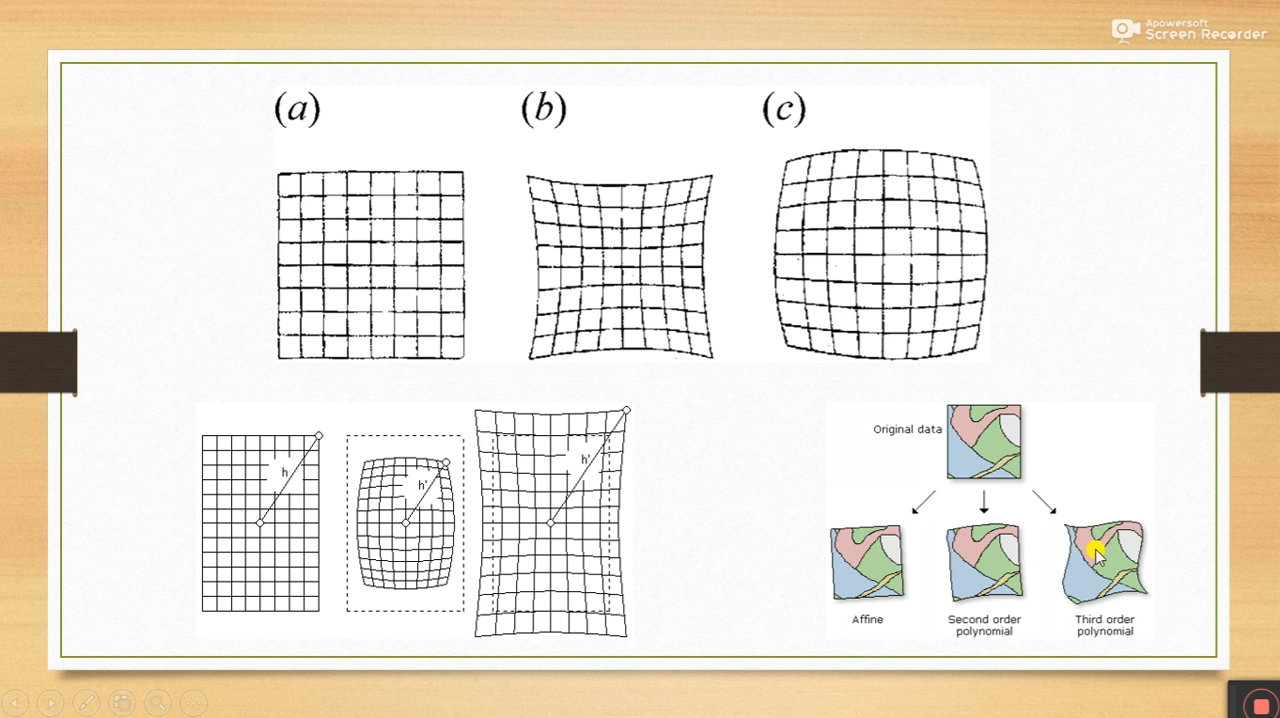 Apowersoft
Screen Recorder
(a)
(b)
(c)
h
h'
h'
Original data
Affine
Second order
polynomial
Third order
polynomial